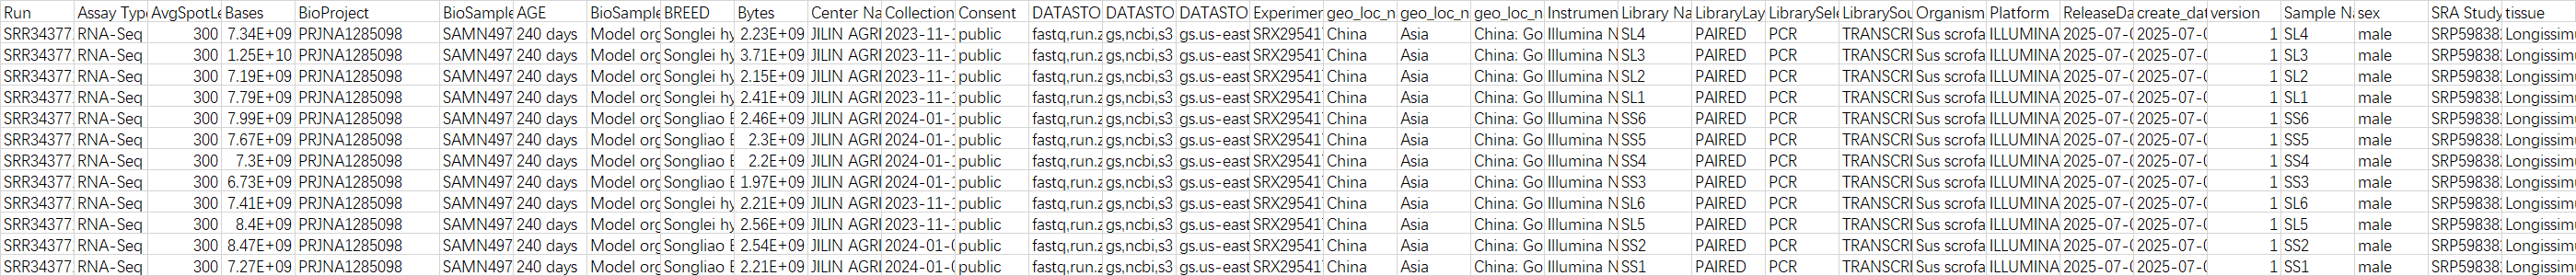 Run Assay Typ AvgSpotLe Bases BioProject BioSample AGE BioSample BREED Bytes Center Na Collection Consent DATASTO DATASTO DATASTO Experimen geo_loc_n geo_loc_n geo_loc_n Instrumen Library Na LibraryLay LibrarySele LibrarySou Organism Platform ReleaseDa create_dat version Sample Na sex SRA Study tissue
SRR34377 RNA-Seq 300 7.34E+09 PRJNA1285098 SAMN497 240 days Model org Songlei hy 2.23E+09 JILIN AGRI 2023-11- public fastq,run.z gs,ncbi,s3 gs.us-east SRX29541 China Asia China: Go Illumina N SL4 PAIRED PCR TRANSCRI Sus scrofa ILLUMINA 2025-07-0 2025-07-0 1 SL4 male SRP59838 Longissim
SRR34377 RNA-Seq 300 1.25E+10 PRJNA1285098 SAMN497 240 days Model org Songlei hy 3.71E+09 JILIN AGRI 2023-11- public fastq,run.z gs,ncbi,s3 gs.us-east SRX29541 China Asia China: Go Illumina N SL3 PAIRED PCR TRANSCRI Sus scrofa ILLUMINA 2025-07-0 2025-07-0 1 SL3 male SRP59838 Longissim
SRR34377 RNA-Seq 300 7.19E+09 PRJNA1285098 SAMN497 240 days Model org Songlei hy 2.15E+09 JILIN AGRI 2023-11- public fastq,run.z gs,ncbi,s3 gs.us-east SRX29541 China Asia China: Go Illumina N SL2 PAIRED PCR TRANSCRI Sus scrofa ILLUMINA 2025-07-0 2025-07-0 1 SL2 male SRP59838 Longissim
SRR34377 RNA-Seq 300 7.79E+09 PRJNA1285098 SAMN497 240 days Model org Songlei hy 2.41E+09 JILIN AGRI 2023-11- public fastq,run.z gs,ncbi,s3 gs.us-east SRX29541 China Asia China: Go Illumina N SL1 PAIRED PCR TRANSCRI Sus scrofa ILLUMINA 2025-07-0 2025-07-0 1 SL1 male SRP59838 Longissim
SRR34377 RNA-Seq 300 7.99E+09 PRJNA1285098 SAMN497 240 days Model org Songliao B 2.46E+09 JILIN AGRI 2024-01- public fastq,run.z gs,ncbi,s3 gs.us-east SRX29541 China Asia China: Go Illumina N SS6 PAIRED PCR TRANSCRI Sus scrofa ILLUMINA 2025-07-0 2025-07-0 1 SS6 male SRP59838 Longissim
SRR34377 RNA-Seq 300 7.67E+09 PRJNA1285098 SAMN497 240 days Model org Songliao B 2.3E+09 JILIN AGRI 2024-01- public fastq,run.z gs,ncbi,s3 gs.us-east SRX29541 China Asia China: Go Illumina N SS5 PAIRED PCR TRANSCRI Sus scrofa ILLUMINA 2025-07-0 2025-07-0 1 SS5 male SRP59838 Longissim
SRR34377 RNA-Seq 300 7.3E+09 PRJNA1285098 SAMN497 240 days Model org Songliao B 2.2E+09 JILIN AGRI 2024-01- public fastq,run.z gs,ncbi,s3 gs.us-east SRX29541 China Asia China: Go Illumina N SS4 PAIRED PCR TRANSCRI Sus scrofa ILLUMINA 2025-07-0 2025-07-0 1 SS4 male SRP59838 Longissim
SRR34377 RNA-Seq 300 6.73E+09 PRJNA1285098 SAMN497 240 days Model org Songliao B 1.97E+09 JILIN AGRI 2024-01- public fastq,run.z gs,ncbi,s3 gs.us-east SRX29541 China Asia China: Go Illumina N SS3 PAIRED PCR TRANSCRI Sus scrofa ILLUMINA 2025-07-0 2025-07-0 1 SS3 male SRP59838 Longissim
SRR34377 RNA-Seq 300 7.41E+09 PRJNA1285098 SAMN497 240 days Model org Songlei hy 2.21E+09 JILIN AGRI 2023-11- public fastq,run.z gs,ncbi,s3 gs.us-east SRX29541 China Asia China: Go Illumina N SL6 PAIRED PCR TRANSCRI Sus scrofa ILLUMINA 2025-07-0 2025-07-0 1 SL6 male SRP59838 Longissim
SRR34377 RNA-Seq 300 8.4E+09 PRJNA1285098 SAMN497 240 days Model org Songlei hy 2.56E+09 JILIN AGRI 2023-11- public fastq,run.z gs,ncbi,s3 gs.us-east SRX29541 China Asia China: Go Illumina N SL5 PAIRED PCR TRANSCRI Sus scrofa ILLUMINA 2025-07-0 2025-07-0 1 SL5 male SRP59838 Longissim
SRR34377 RNA-Seq 300 8.47E+09 PRJNA1285098 SAMN497 240 days Model org Songliao B 2.54E+09 JILIN AGRI 2024-01-0 public fastq,run.z gs,ncbi,s3 gs.us-east SRX29541 China Asia China: Go Illumina N SS2 PAIRED PCR TRANSCRI Sus scrofa ILLUMINA 2025-07-0 2025-07-0 1 SS2 male SRP59838 Longissim
SRR34377 RNA-Seq 300 7.27E+09 PRJNA1285098 SAMN497 240 days Model org Songliao B 2.21E+09 JILIN AGRI 2024-01-0 public fastq,run.z gs,ncbi,s3 gs.us-east SRX29541 China Asia China: Go Illumina N SS1 PAIRED PCR TRANSCRI Sus scrofa ILLUMINA 2025-07-0 2025-07-0 1 SS1 male SRP59838 Longissim